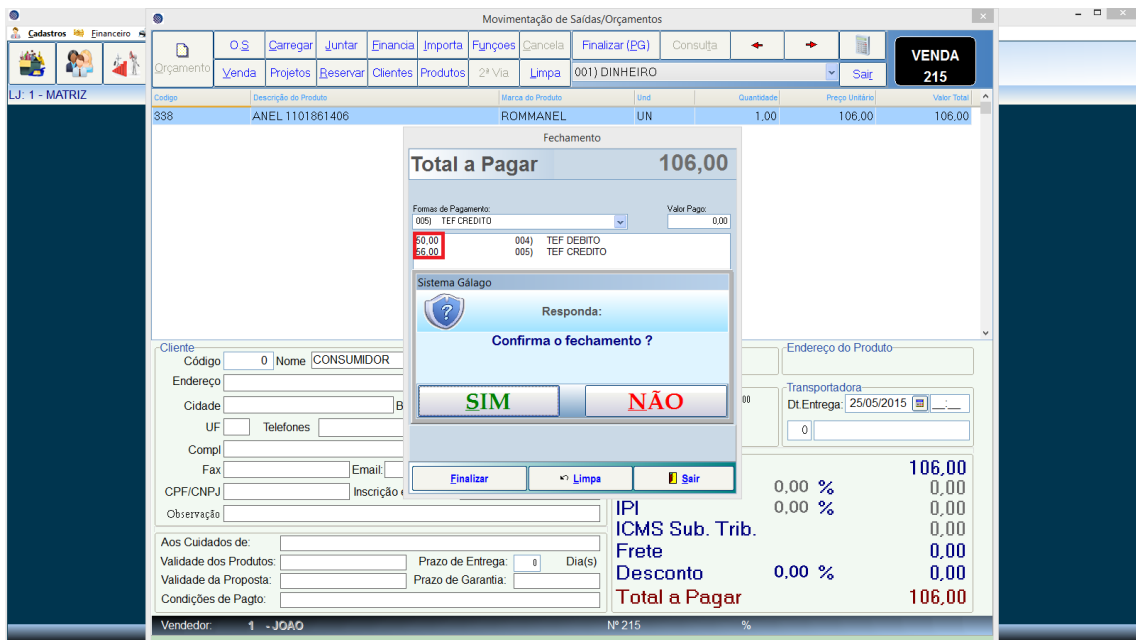 Movimentação de Saídas/Orçamentos
Cadastros Financeiro
Orçamento
O.S Carregar Juntar Financia Importa Funçoes Cancela Finalizar (PG) Consulta
Venda Projetos Reservar Clientes Produtos 2ª Via Limpa 001) DINHEIRO Sair
VENDA
215
LJ: 1 - MATRIZ
Codigo Descrição do Produto Marca do Produto Und Quantidade Preço Unitário Valor Total
338 ANEL 1101861406 ROMMANEL UN 1,00 106,00 106,00
Fechamento
Total a Pagar 106,00
Formas de Pagamento: Valor Pago:
005) TEF CREDITO 0,00
50,00 004) TEF DEBITO
56,00 005) TEF CREDITO
Sistema Gálago
Responda:
Confirma o fechamento ?
SIM NÃO
Finalizar Limpa Sair
Cliente
Código 0 Nome CONSUMIDOR
Endereço
Cidade B
UF Telefones
Compl
Fax Email:
CPF/CNPJ Inscrição
Observação
Endereço do Produto
Transportadora
00
Dt.Entrega: 25/05/2015 __:__
0
Aos Cuidados de:
Validade dos Produtos: Prazo de Entrega: 0 Dia(s)
Validade da Proposta: Prazo de Garantia:
Condições de Pagto:
106,00
0,00 % 0,00
IPI 0,00 % 0,00
ICMS Sub. Trib. 0,00
Frete 0,00
Desconto 0,00 % 0,00
Total a Pagar 106,00
Vendedor: 1 - JOAO Nº 215 %